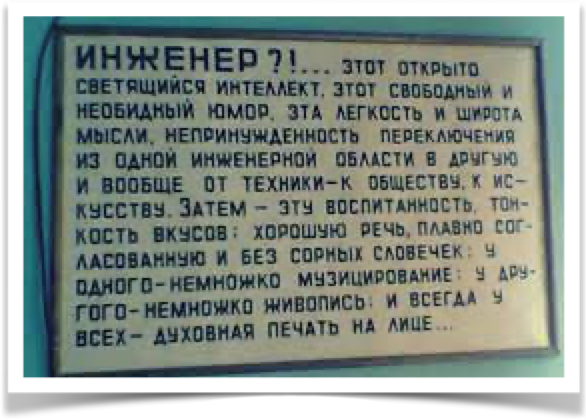 ИНЖЕНЕР ?!... ЭТОТ ОТКРЫТО
СВЕТЯЩИЙСЯ ИНТЕЛЛЕКТ, ЭТОТ СВОБОДНЫЙ И
НЕОБИДНЫЙ ЮМОР, ЭТА ЛЕГКОСТЬ И ШИРОТА
МЫСЛИ, НЕПРИНУЖДЕННОСТЬ ПЕРЕКЛЮЧЕНИЯ
ИЗ ОДНОЙ ИНЖЕНЕРНОЙ ОБЛАСТИ В ДРУГУЮ
И ВООБЩЕ ОТ ТЕХНИКИ-К ОБЩЕСТВУ, К ИС-
КУССТВУ. ЗАТЕМ - ЭТУ ВОСПИТАННОСТЬ, ТОН-
КОСТЬ ВКУСОВ: ХОРОШУЮ РЕЧЬ, ПЛАВНО СОГ-
ЛАСОВАННУЮ И БЕЗ СОРНЫХ СЛОВЕЧЕК: У
ОДНОГО-НЕМНОЖКО МУЗИЦИРОВАНИЕ: У ДРУ-
ГОГО-НЕМНОЖКО ЖИВОПИСЬ: И ВСЕГДА У
ВСЕХ- ДУХОВНАЯ ПЕЧАТЬ НА ЛИЦЕ...